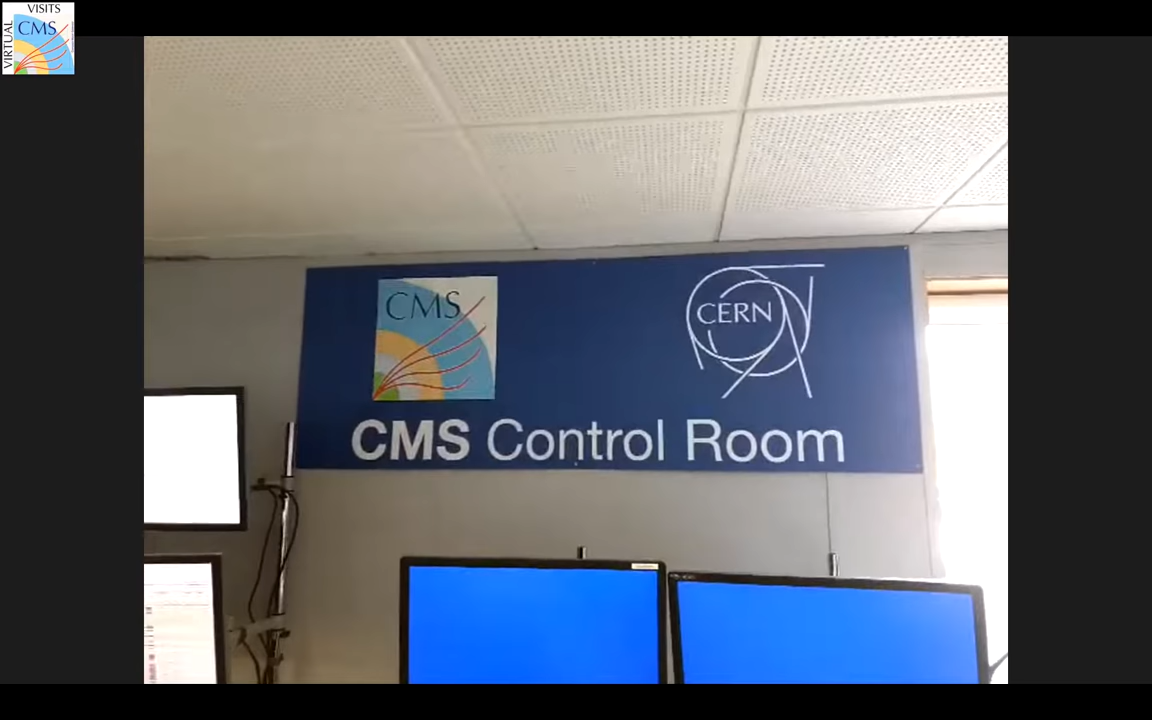 VISITS
VIRTUAL
CMS
CMS
CERN
CMS Control Room